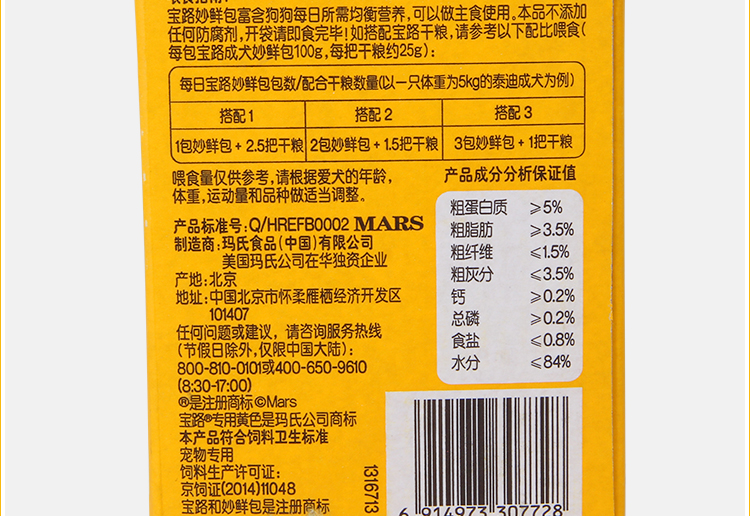 宝路妙鲜包富含狗狗每日所需均衡营养，可以做主食使用。本品不添加
任何防腐剂，开袋请即食完毕！如搭配宝路干粮，请参考以下配比喂食(
每包宝路成犬妙鲜包100g，每把干粮约25g)：
每日宝路妙鲜包包数/配合干粮数量(以一只体重为5kg的泰迪成犬为例)
搭配1 搭配2 搭配3
1包妙鲜包+2.5把干粮 2包妙鲜包+1.5把干粮 3包妙鲜包+1把干粮
喂食量仅供参考，请根据爱犬的年龄，
体重，运动量和品种做适当调整。
产品标准号：Q/HREFB0002 MARS
制造商：玛氏食品(中国)有限公司
美国玛氏公司在华独资企业
产地：北京
地址：中国北京市怀柔雁栖经济开发区
101407
任何问题或建议，请咨询服务热线
(节假日除外，仅限中国大陆)：
800-810-0101或400-650-9610
(8:30-17:00)
®是注册商标©Mars
宝路®专用黄色是玛氏公司商标
本产品符合饲料卫生标准
宠物专用
饲料生产许可证：
京饲证(2014)11048
宝路和妙鲜包是注册商标
产品成分分析保证值
粗蛋白质 ≥5%
粗脂肪 ≥3.5%
粗纤维 ≤1.5%
粗灰分 ≤3.5%
钙 ≥0.2%
总磷 ≥0.2%
食盐 ≤0.8%
水分 ≤84%
1316713
6 914973 307728